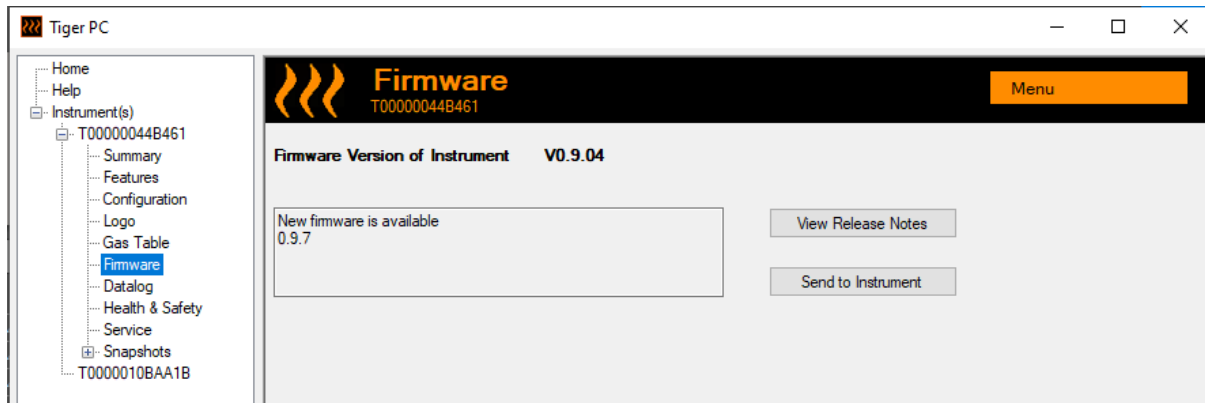 Tiger PC
Home
Help
Instrument(s)
T00000044B461
Summary
Features
Configuration
Logo
Gas Table
Firmware
Datalog
Health & Safety
Service
Snapshots
T0000010BAA1B
Firmware
T00000044B461
Menu
Firmware Version of Instrument V0.9.04
New firmware is available
0.9.7
View Release Notes
Send to Instrument